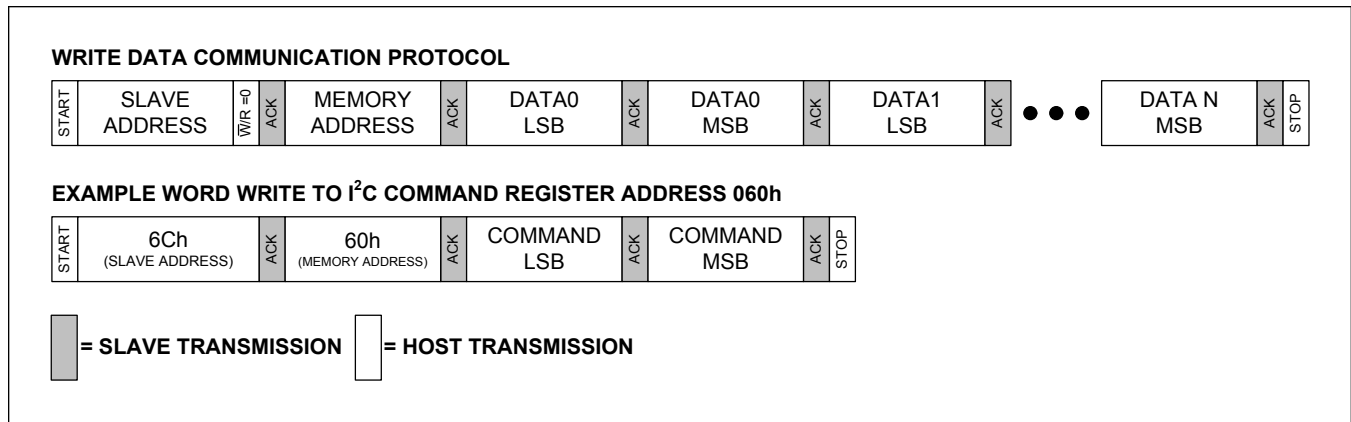 WRITE DATA COMMUNICATION PROTOCOL
START SLAVE ADDRESS W̅/R =0 ACK MEMORY ADDRESS ACK DATA0 LSB ACK DATA0 MSB ACK DATA1 LSB ACK ● ● ● DATA N MSB ACK STOP
EXAMPLE WORD WRITE TO I²C COMMAND REGISTER ADDRESS 060h
START 6Ch (SLAVE ADDRESS) ACK 60h (MEMORY ADDRESS) ACK COMMAND LSB ACK COMMAND MSB ACK STOP
= SLAVE TRANSMISSION = HOST TRANSMISSION